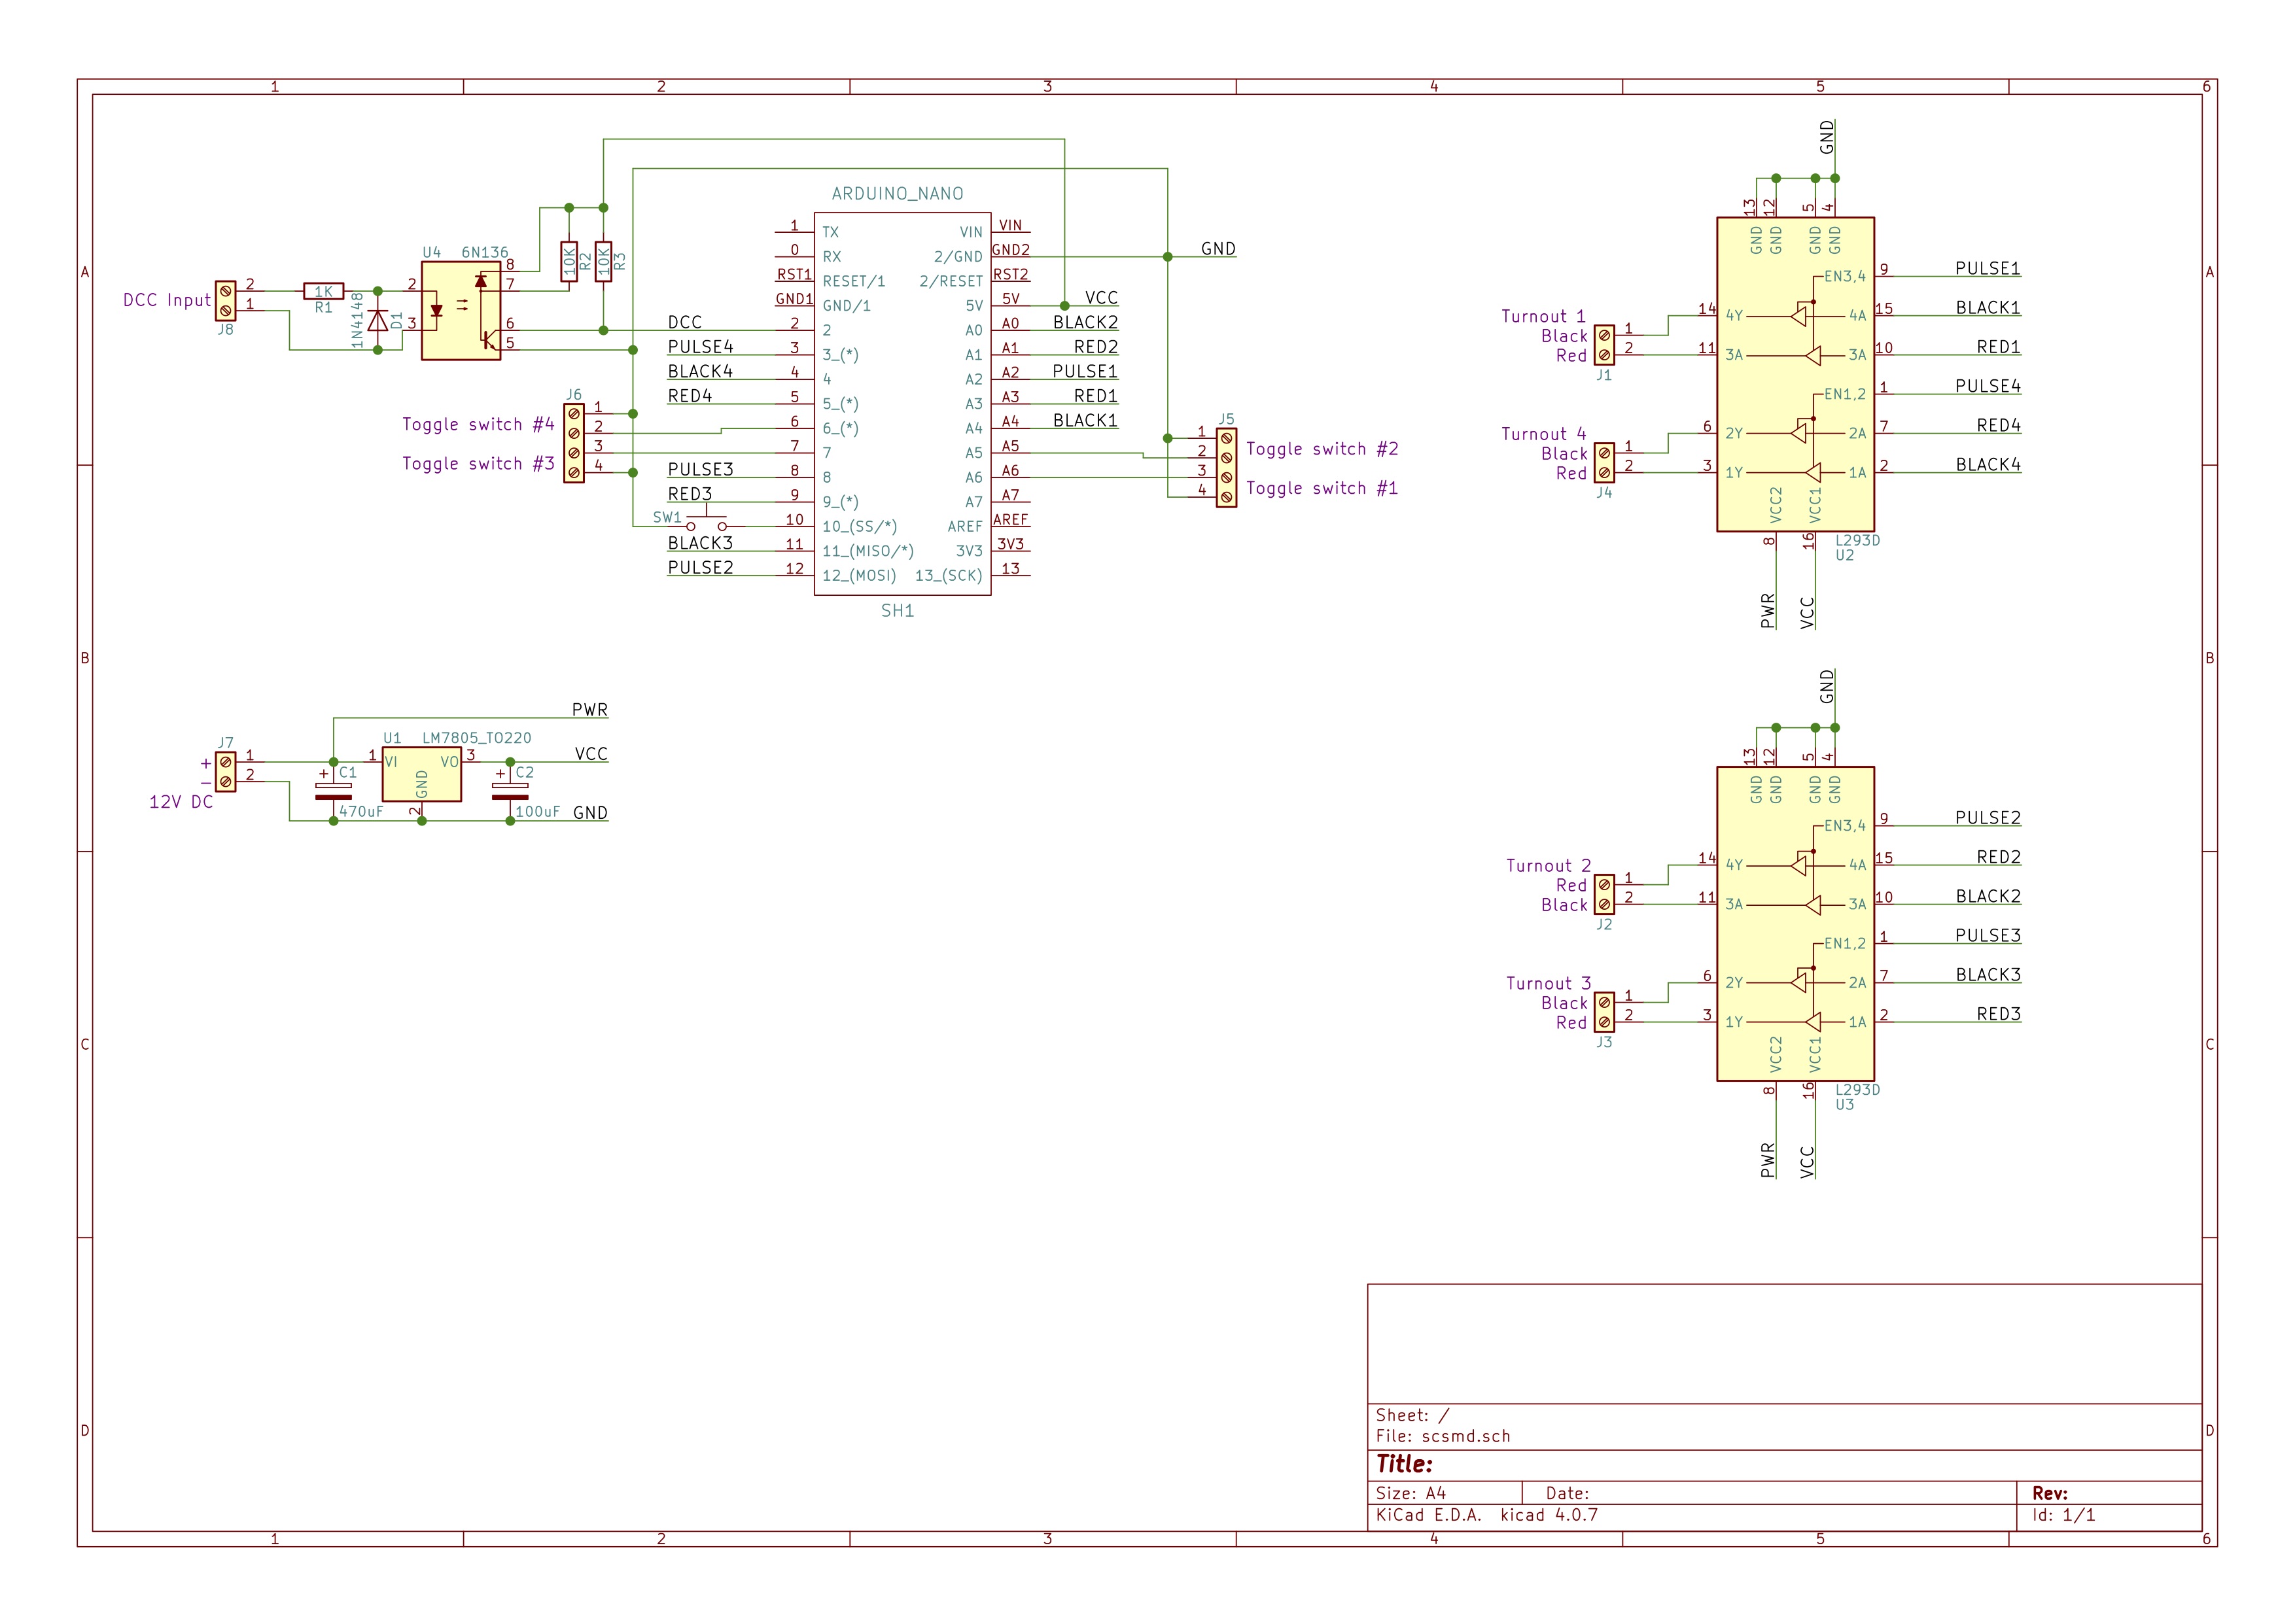 1 2 3 4 5 6
A
B
C
D
A
B
C
D
1 2 3 4 5 6
DCC Input
2
1
J8
1K
R1
1N4148
D1
U4 6N136
2
3
8
7
6
5
10K
R2
10K
R3
J6
1
2
3
4
Toggle switch #4
Toggle switch #3
SW1
DCC
PULSE4
BLACK4
RED4
PULSE3
RED3
BLACK3
PULSE2
ARDUINO_NANO
1 TX VIN VIN
0 RX 2/GND GND2
RST1 RESET/1 2/RESET RST2
GND1 GND/1 5V 5V
2 2 A0 A0
3 3_(*) A1 A1
4 4 A2 A2
5 5_(*) A3 A3
6 6_(*) A4 A4
7 7 A5 A5
8 8 A6 A6
9 9_(*) A7 A7
10 10_(SS/*) AREF AREF
11 11_(MISO/*) 3V3 3V3
12 12_(MOSI) 13_(SCK) 13
SH1
GND
VCC
BLACK2
RED2
PULSE1
RED1
BLACK1
J5
1
2
3
4
Toggle switch #2
Toggle switch #1
GND
13 12 5 4
GND GND GND GND
EN3,4 9 PULSE1
14 4Y 4A 15 BLACK1
11 3A 3A 10 RED1
EN1,2 1 PULSE4
6 2Y 2A 7 RED4
3 1Y 1A 2 BLACK4
VCC2 VCC1
8 16
L293D
U2
PWR VCC
Turnout 1
Black 1
Red 2
J1
Turnout 4
Black 1
Red 2
J4
GND
13 12 5 4
GND GND GND GND
EN3,4 9 PULSE2
14 4Y 4A 15 RED2
11 3A 3A 10 BLACK2
EN1,2 1 PULSE3
6 2Y 2A 7 BLACK3
3 1Y 1A 2 RED3
VCC2 VCC1
8 16
L293D
U3
PWR VCC
Turnout 2
Red 1
Black 2
J2
Turnout 3
Black 1
Red 2
J3
PWR
J7
+ 1
- 2
12V DC
U1 LM7805_TO220
1 VI VO 3
GND
2
+ C1
470uF
+ C2
100uF
VCC
GND
Sheet: /
File: scsmd.sch
Title:
Size: A4 Date: Rev:
KiCad E.D.A. kicad 4.0.7 Id: 1/1